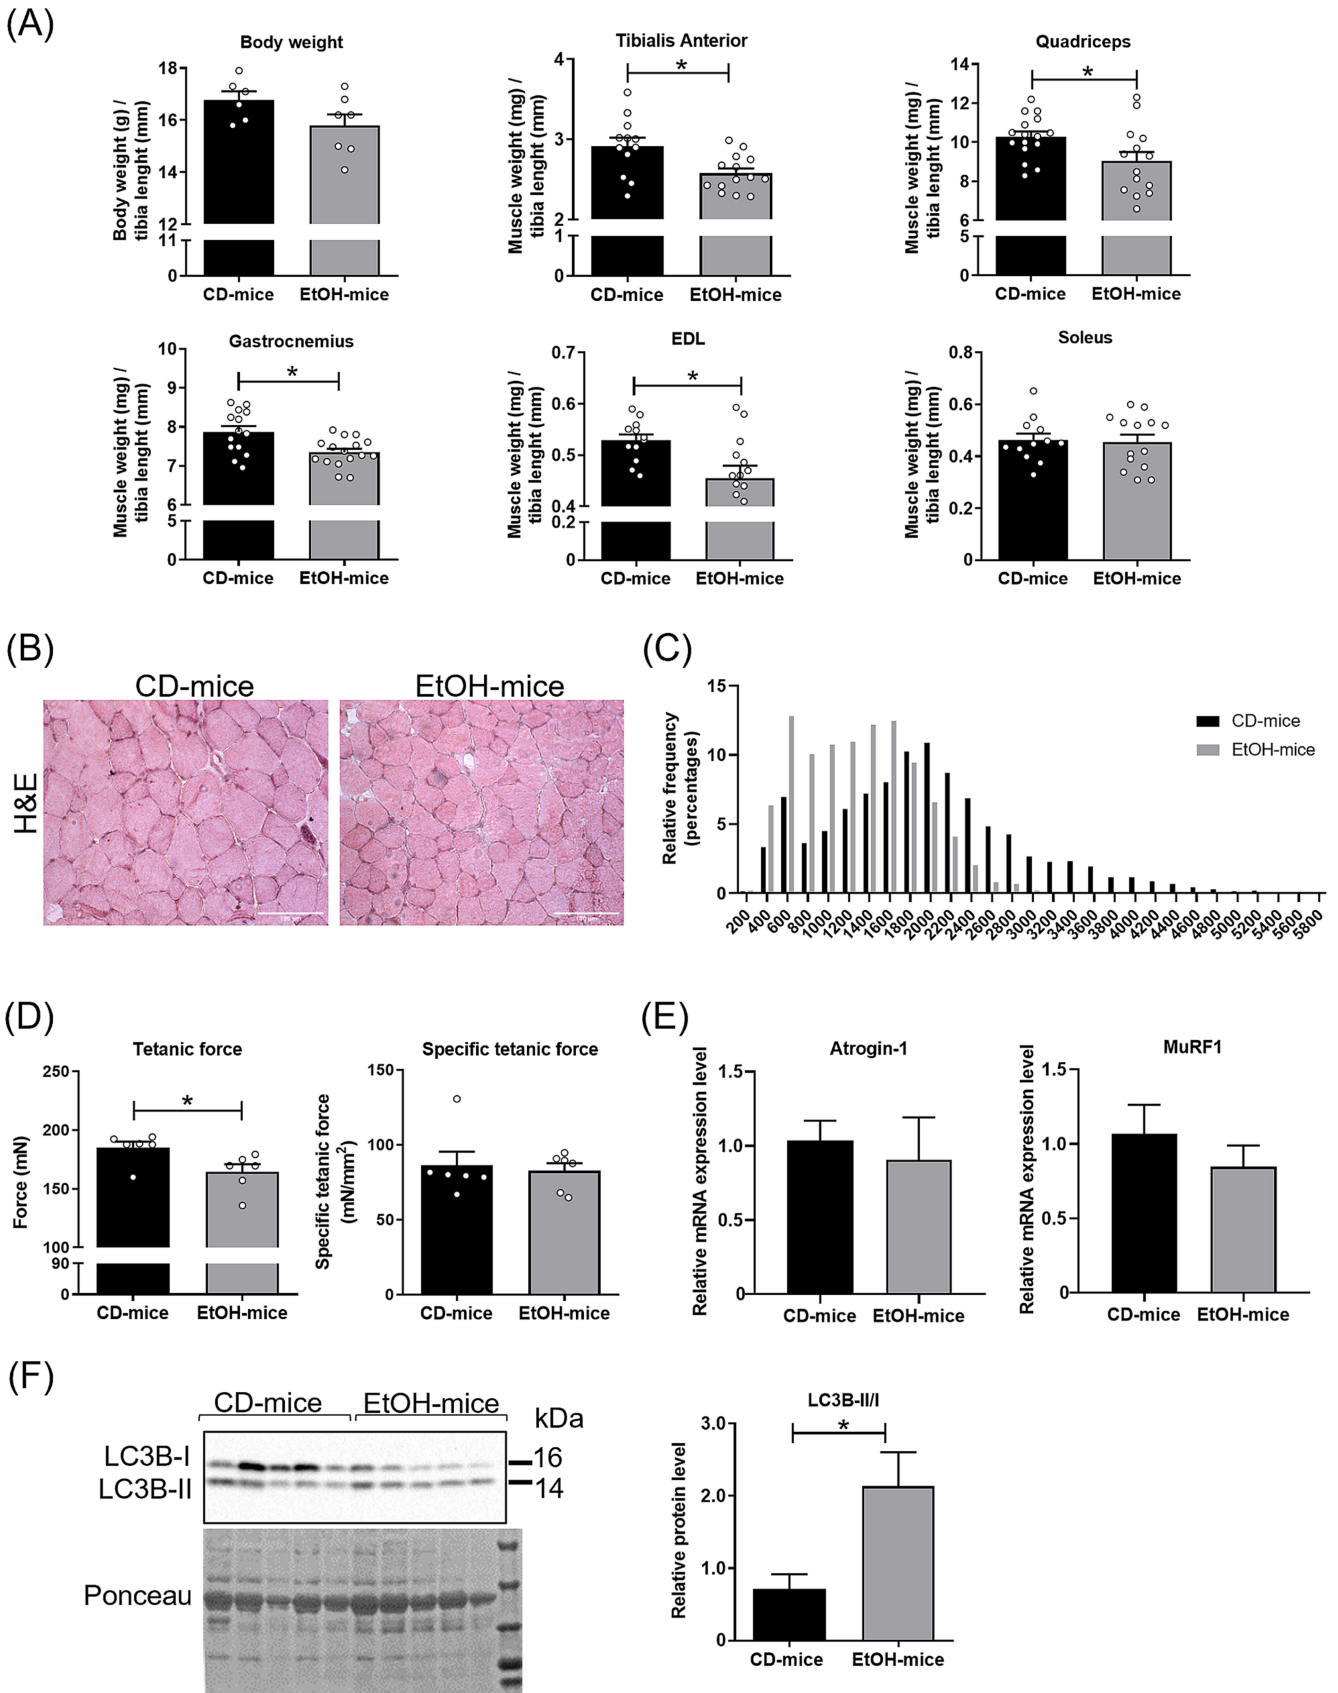 (A)
Body weight
Body weight (g) /
tibia lenght (mm)
18
16
14
12
11
0
CD-mice EtOH-mice
Tibialis Anterior
Muscle weight (mg) /
tibia lenght (mm)
4
3
2
1
0
*
CD-mice EtOH-mice
Quadriceps
Muscle weight (mg) /
tibia lenght (mm)
14
12
10
8
6
5
0
*
CD-mice EtOH-mice
Gastrocnemius
Muscle weight (mg) /
tibia lenght (mm)
10
9
8
7
6
5
0
*
CD-mice EtOH-mice
EDL
Muscle weight (mg) /
tibia lenght (mm)
0.7
0.6
0.5
0.4
0.2
0
*
CD-mice EtOH-mice
Soleus
Muscle weight (mg) /
tibia lenght (mm)
0.8
0.6
0.4
0.2
0
CD-mice EtOH-mice
(B)
CD-mice EtOH-mice
H&E
100 µm
100 µm
(C)
Relative frequency
(percentages)
15
10
5
0
CD-mice
EtOH-mice
200 400 600 800 1000 1200 1400 1600 1800 2000 2200 2400 2600 2800 3000 3200 3400 3600 3800 4000 4200 4400 4600 4800 5000 5200 5400 5600 5800
(D)
Tetanic force
Force (mN)
250
200
150
100
90
0
*
CD-mice EtOH-mice
Specific tetanic force
Specific tetanic force
(mN/mm2)
150
100
50
0
CD-mice EtOH-mice
(E)
Atrogin-1
Relative mRNA expression level
1.5
1.0
0.5
0
CD-mice EtOH-mice
MuRF1
Relative mRNA expression level
1.5
1.0
0.5
0
CD-mice EtOH-mice
(F)
CD-mice EtOH-mice
kDa
LC3B-I
16
LC3B-II
14
Ponceau
LC3B-II/I
Relative protein level
3.0
2.0
1.0
0
*
CD-mice EtOH-mice